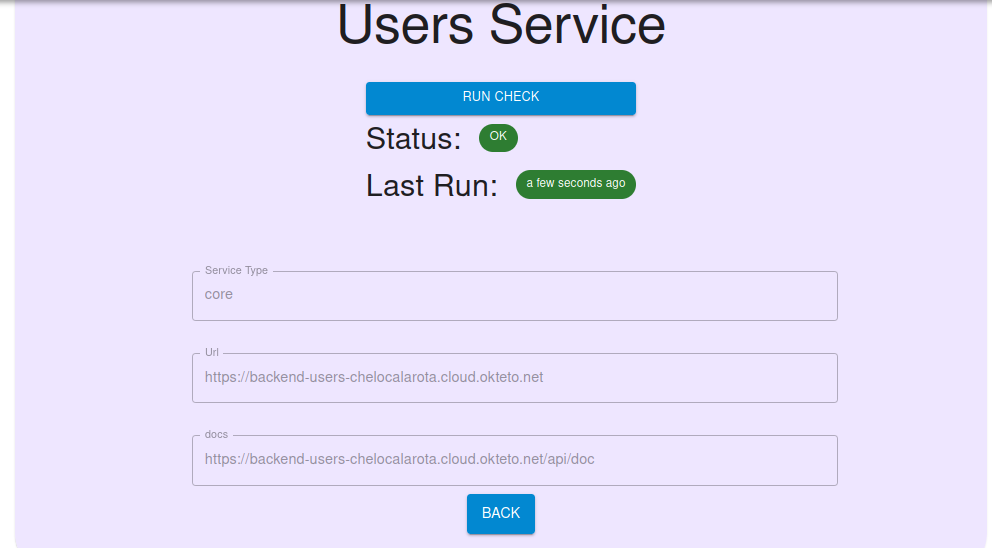 Users Service
RUN CHECK
Status: OK
Last Run: a few seconds ago
Service Type
core
Url
https://backend-users-chelocalarota.cloud.okteto.net
docs
https://backend-users-chelocalarota.cloud.okteto.net/api/doc
BACK